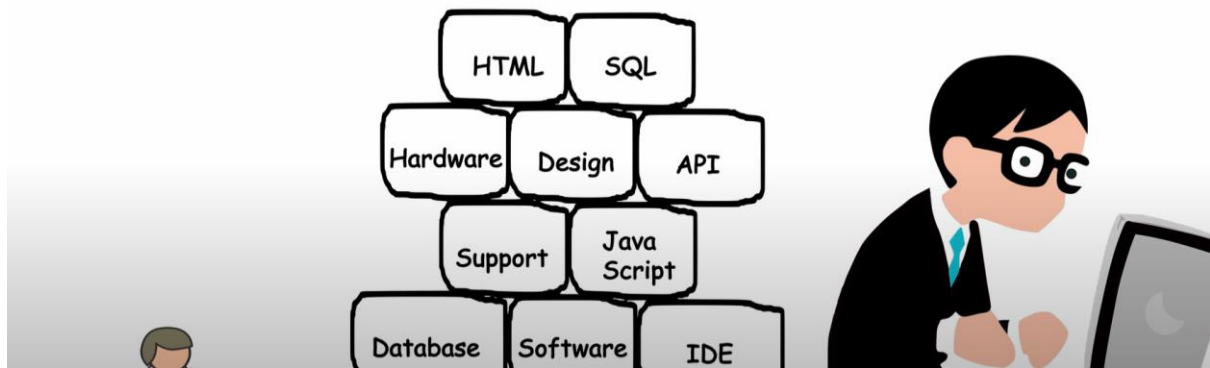 HTML SQL
Hardware Design API
Support Java
Script
Database Software IDE